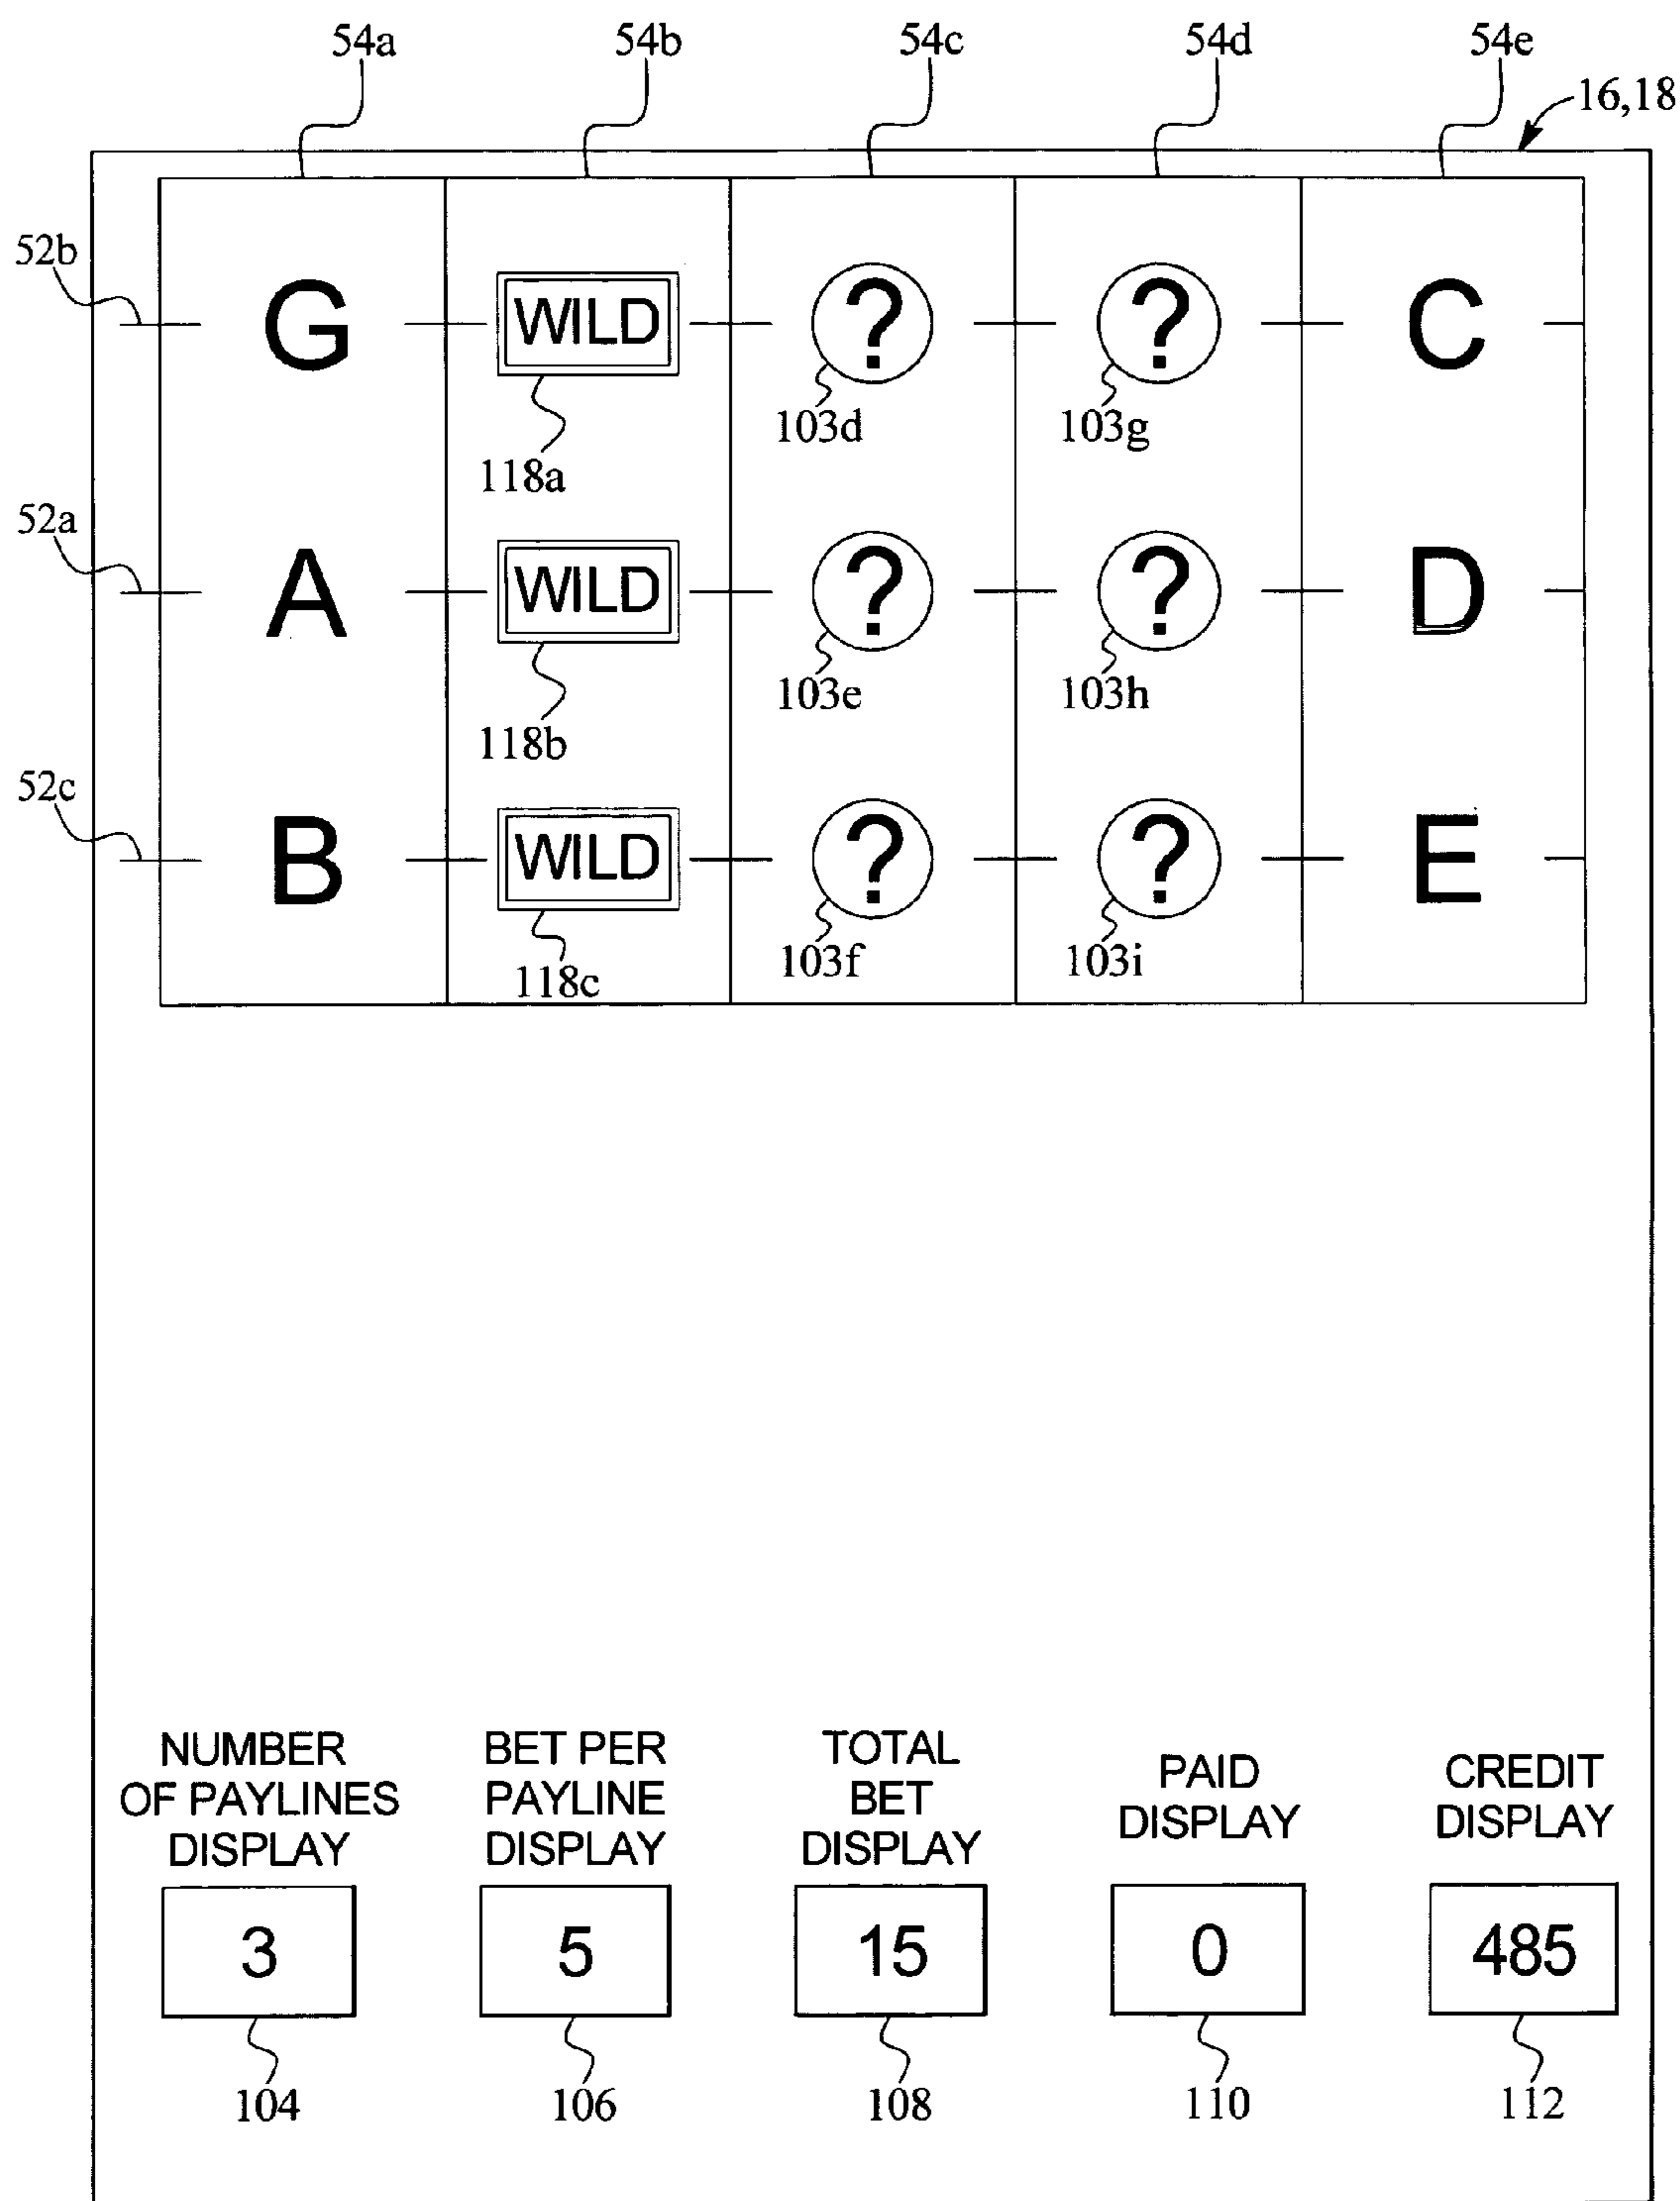 54a 54b 54c 54d 54e
16,18
52b
G WILD ? ? C
103d 103g
118a
52a
A WILD ? ? D
103e 103h
118b
52c
B WILD ? ? E
103f 103i
118c
NUMBER OF PAYLINES DISPLAY
BET PER PAYLINE DISPLAY
TOTAL BET DISPLAY
PAID DISPLAY
CREDIT DISPLAY
3 5 15 0 485
104 106 108 110 112